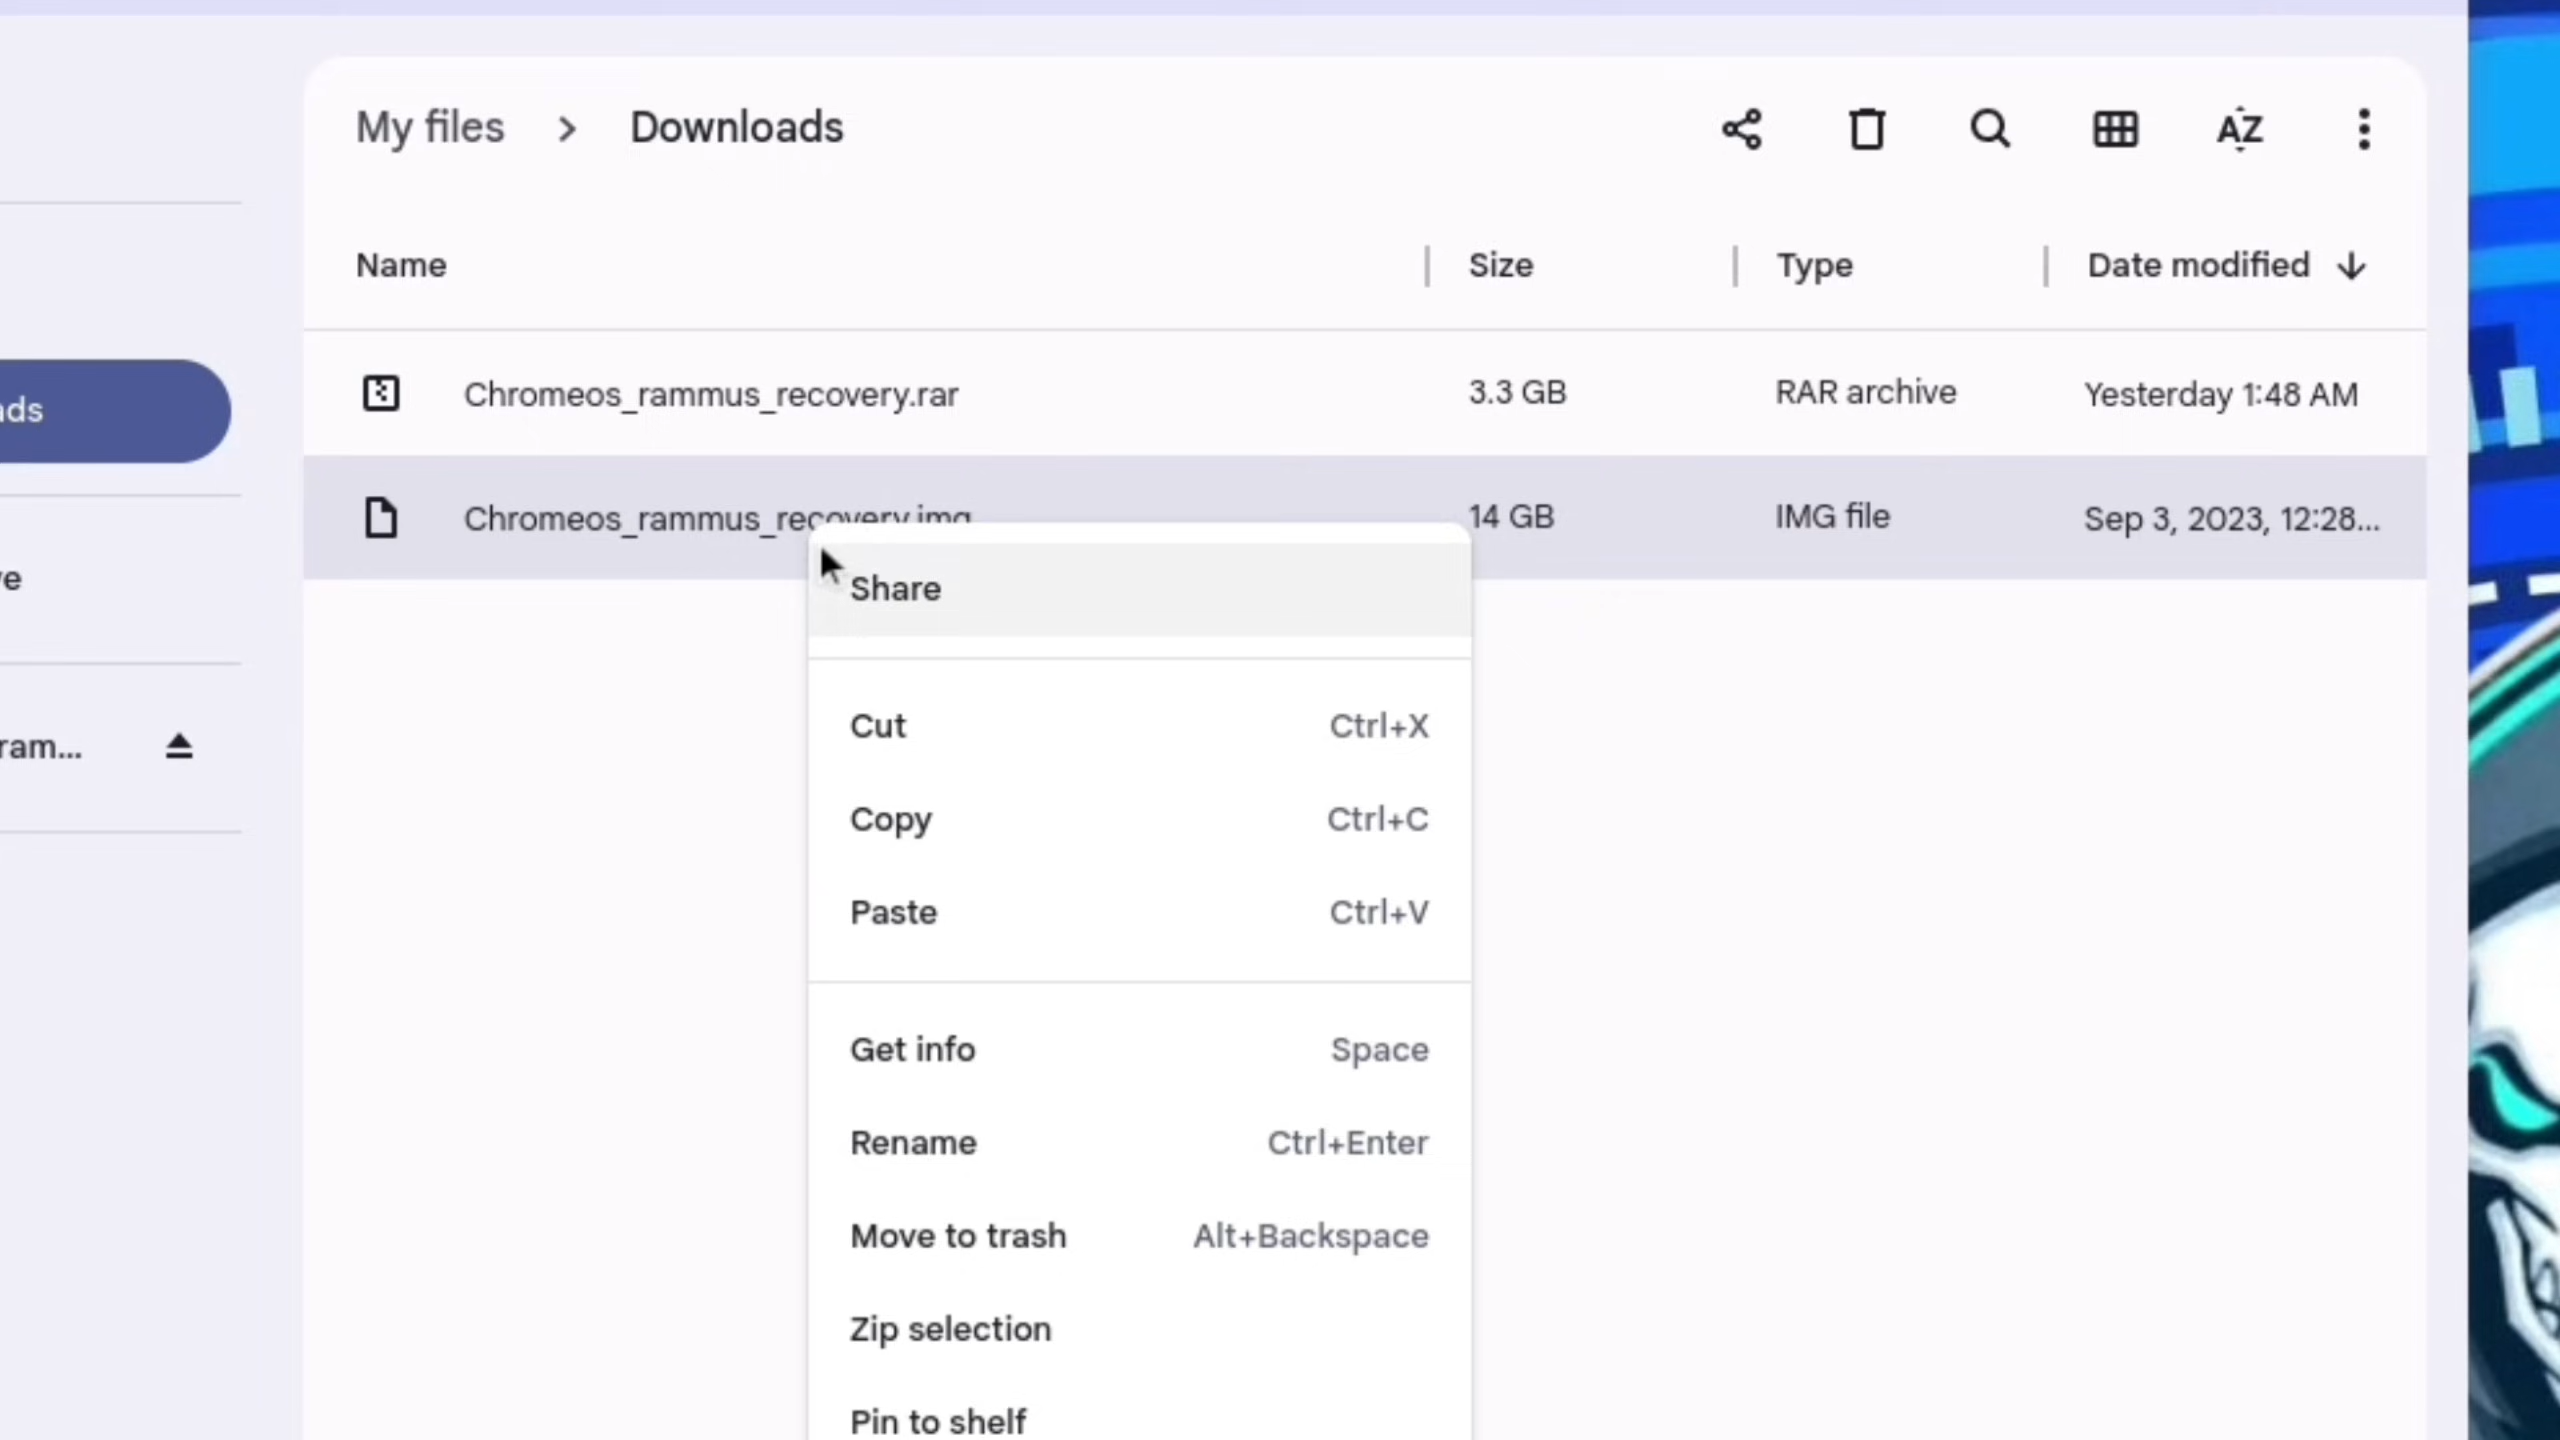 My files > Downloads
AZ
Name Size Type Date modified
Chromeos_rammus_recovery.rar 3.3 GB RAR archive Yesterday 1:48 AM
ads
Chromeos_rammus_recovery.img 14 GB IMG file Sep 3, 2023, 12:28...
ve
ram...
Share
Cut Ctrl+X
Copy Ctrl+C
Paste Ctrl+V
Get info Space
Rename Ctrl+Enter
Move to trash Alt+Backspace
Zip selection
Pin to shelf